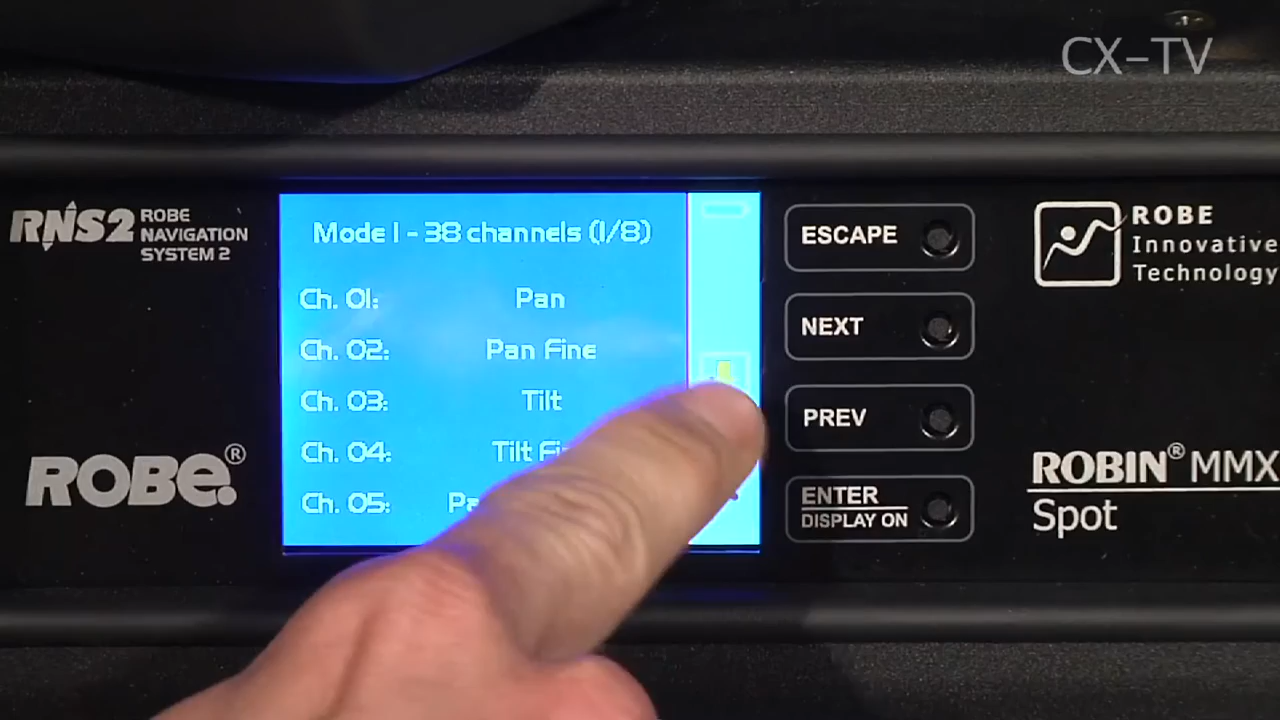 CX-TV
RNS2 ROBE
NAVIGATION
SYSTEM 2
ROBE®
Mode 1 - 38 channels (1/8)
Ch. 01: Pan
Ch. 02: Pan Fine
Ch. 03: Tilt
Ch. 04: Tilt
Ch. 05:
ESCAPE
NEXT
PREV
ENTER
DISPLAY ON
ROBE
Innovative
Technology
ROBIN® MMX
Spot